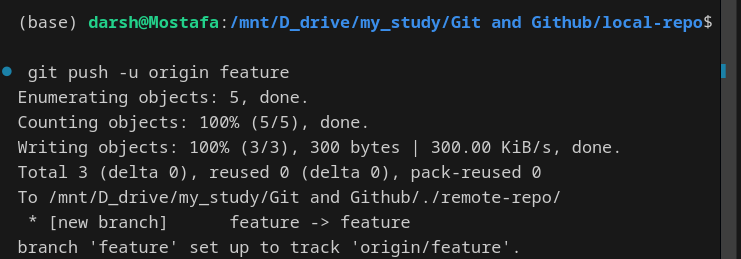 (base) darsh@Mostafa:/mnt/D_drive/my_study/Git and Github/local-repo$
git push -u origin feature
Enumerating objects: 5, done.
Counting objects: 100% (5/5), done.
Writing objects: 100% (3/3), 300 bytes | 300.00 KiB/s, done.
Total 3 (delta 0), reused 0 (delta 0), pack-reused 0
To /mnt/D_drive/my_study/Git and Github/./remote-repo/
 * [new branch]      feature -> feature
branch 'feature' set up to track 'origin/feature'.